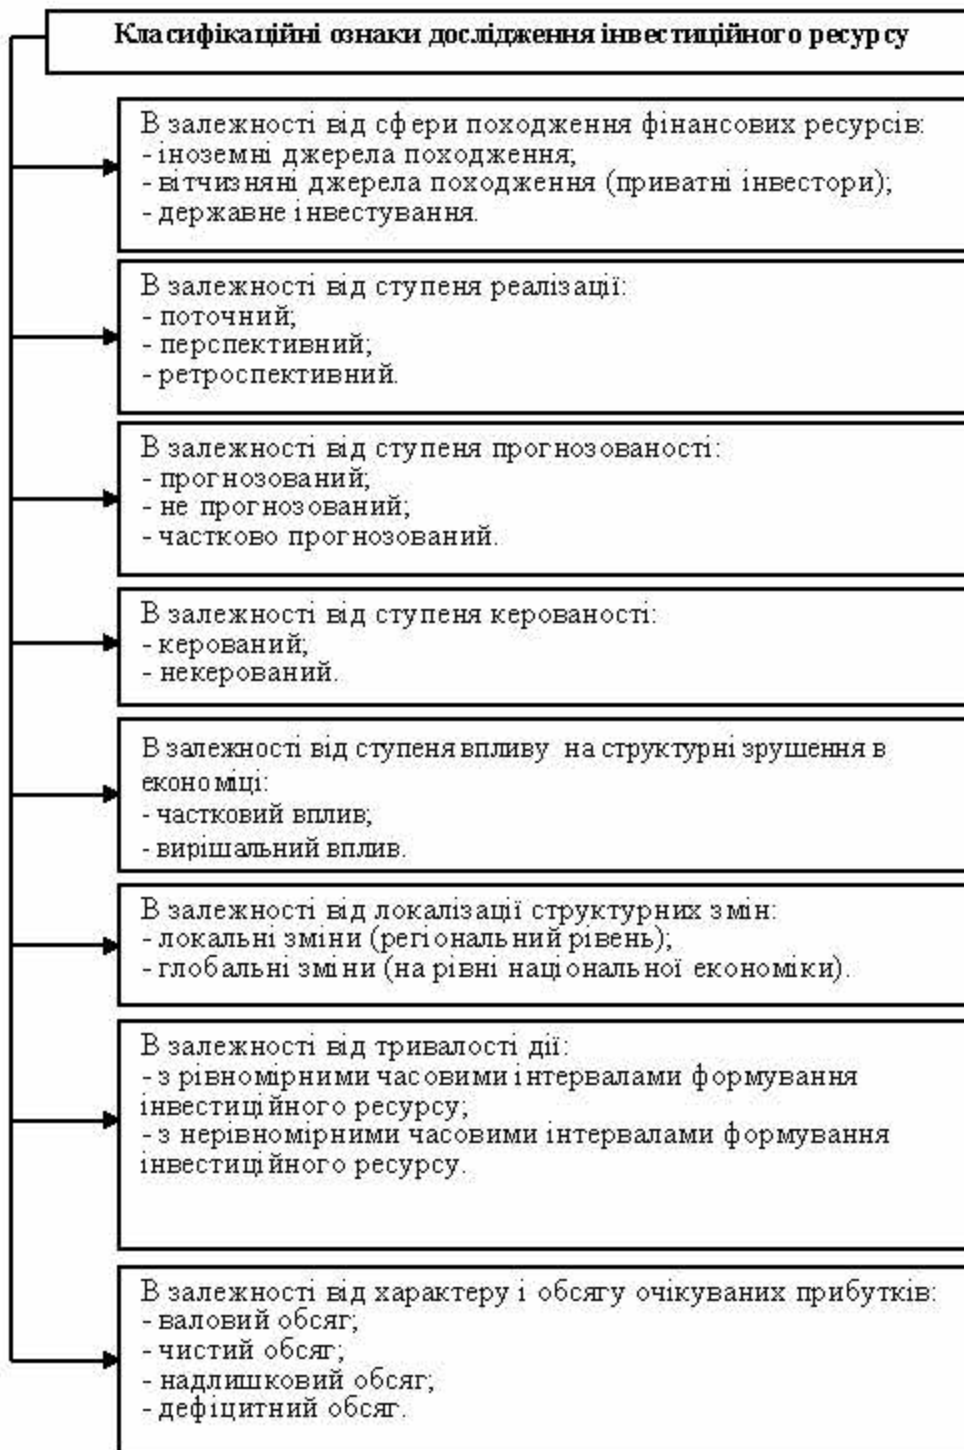 Класифікаційні ознаки дослідження інвестиційного ресурсу
В залежності від сфери походження фінансових ресурсів:
- іноземні джерела походження;
- вітчизняні джерела походження (приватні інвестори);
- державне інвестування.
В залежності від ступеня реалізації:
- поточний;
- перспективний;
- ретроспективний.
В залежності від ступеня прогнозованості:
- прогнозований;
- не прогнозований;
- частково прогнозований.
В залежності від ступеня керованості:
- керований;
- некерований.
В залежності від ступеня впливу на структурні зрушення в
економіці:
- частковий вплив;
- вирішальний вплив.
В залежності від локалізації структурних змін:
- локальні зміни (регіональний рівень);
- глобальні зміни (на рівні національної економіки).
В залежності від тривалості дії:
- з рівномірними часовими інтервалами формування
інвестиційного ресурсу;
- з нерівномірними часовими інтервалами формування
інвестиційного ресурсу.
В залежності від характеру і обсягу очікуваних прибутків:
- валовий обсяг;
- чистий обсяг;
- надлишковий обсяг;
- дефіцитний обсяг.